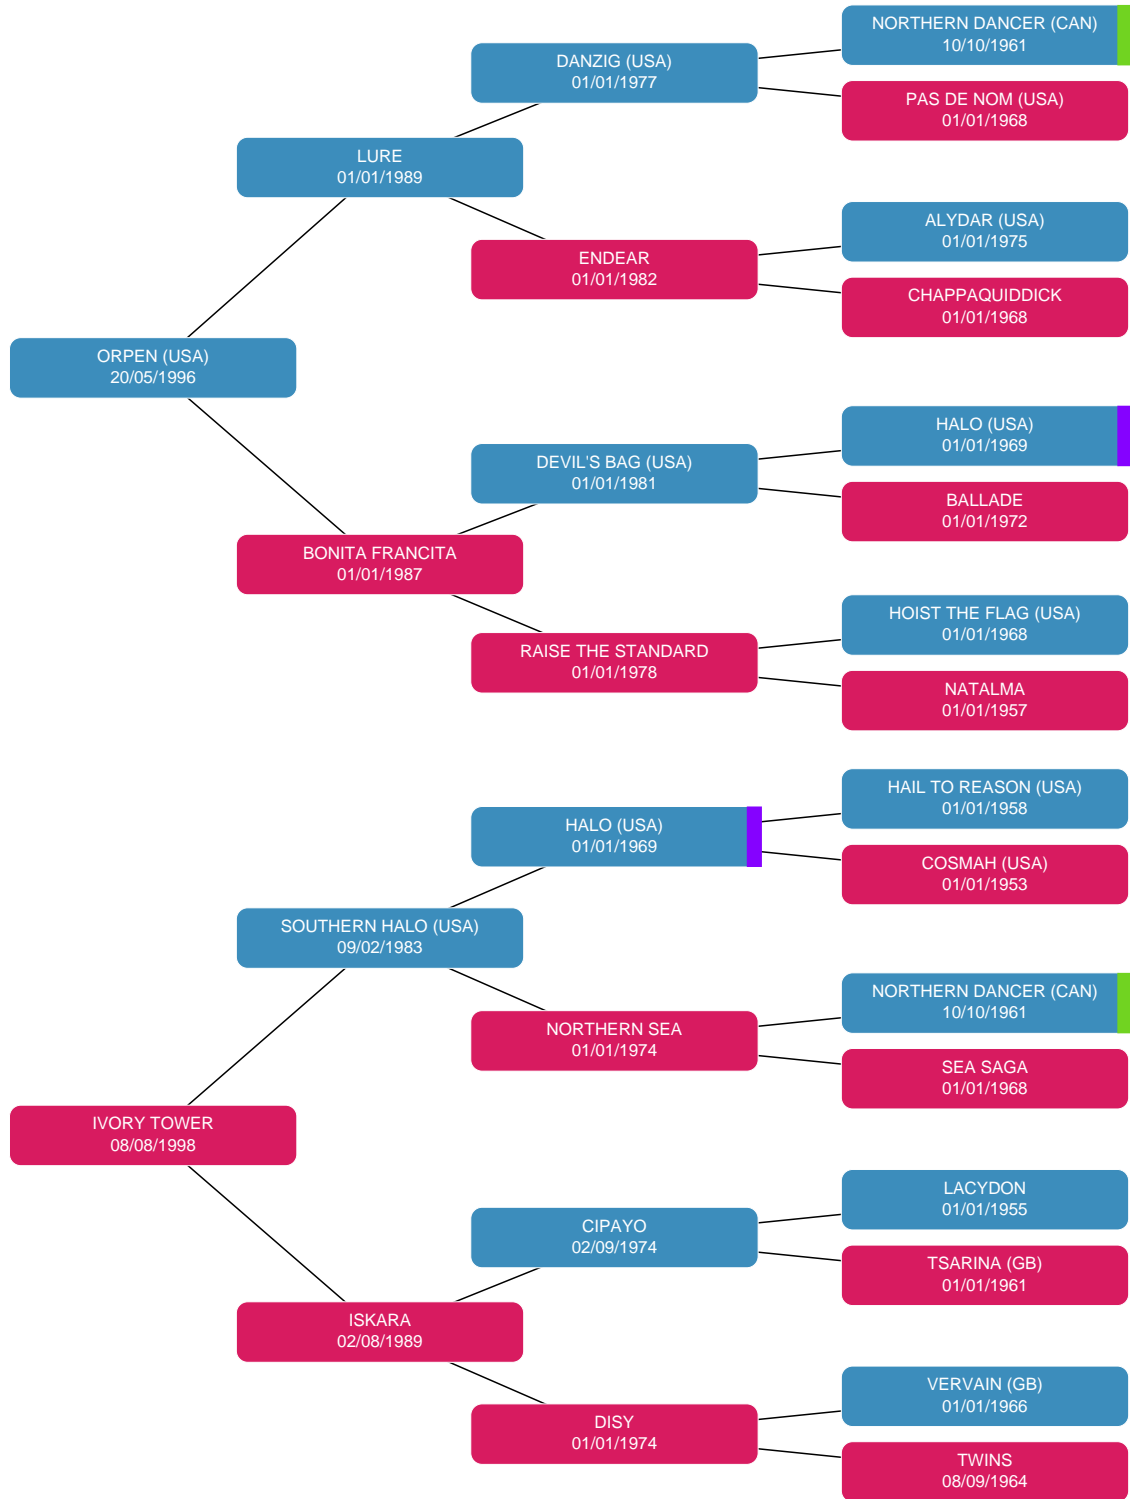 NORTHERN DANCER (CAN)
10/10/1961
DANZIG (USA)
01/01/1977
PAS DE NOM (USA)
01/01/1968
LURE
01/01/1989
ALYDAR (USA)
01/01/1975
ENDEAR
01/01/1982
CHAPPAQUIDDICK
01/01/1968
ORPEN (USA)
20/05/1996
HALO (USA)
01/01/1969
DEVIL'S BAG (USA)
01/01/1981
BALLADE
01/01/1972
BONITA FRANCITA
01/01/1987
HOIST THE FLAG (USA)
01/01/1968
RAISE THE STANDARD
01/01/1978
NATALMA
01/01/1957
HAIL TO REASON (USA)
01/01/1958
HALO (USA)
01/01/1969
COSMAH (USA)
01/01/1953
SOUTHERN HALO (USA)
09/02/1983
NORTHERN DANCER (CAN)
10/10/1961
NORTHERN SEA
01/01/1974
SEA SAGA
01/01/1968
IVORY TOWER
08/08/1998
LACYDON
01/01/1955
CIPAYO
02/09/1974
TSARINA (GB)
01/01/1961
ISKARA
02/08/1989
VERVAIN (GB)
01/01/1966
DISY
01/01/1974
TWINS
08/09/1964